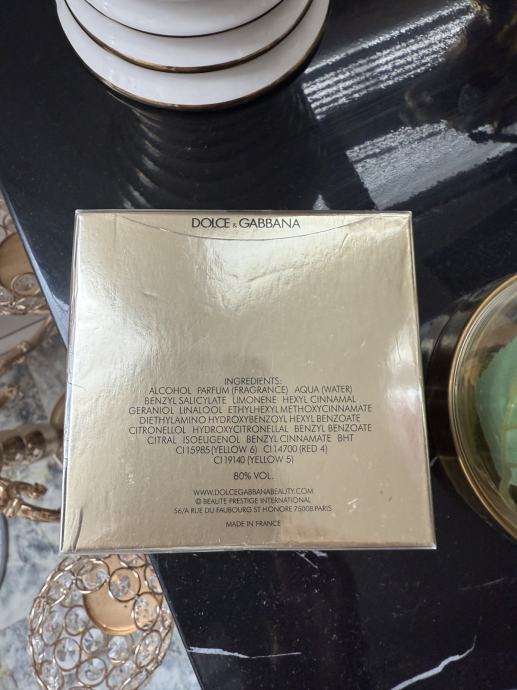 DOLCE & GABBANA
INGREDIENTS:
ALCOHOL PARFUM (FRAGRANCE) AQUA (WATER)
BENZYL SALICYLATE LIMONENE HEXYL CINNAMAL
GERANIOL LINALOOL ETHYLHEXYL METHOXYCINNAMATE
DIETHYLAMINO HYDROXYBENZOYL HEXYL BENZOATE
CITRONELLOL HYDROXYCITRONELLAL BENZYL BENZOATE
CITRAL ISOEUGENOL BENZYL CINNAMATE BHT
CI 15985 (YELLOW 6) CI 14700 (RED 4)
CI 19140 (YELLOW 5)
80% VOL.
WWW.DOLCEGABBANABEAUTY.COM
© BEAUTE PRESTIGE INTERNATIONAL
56/A RUE DU FAUBOURG ST HONORE 75008 PARIS
MADE IN FRANCE